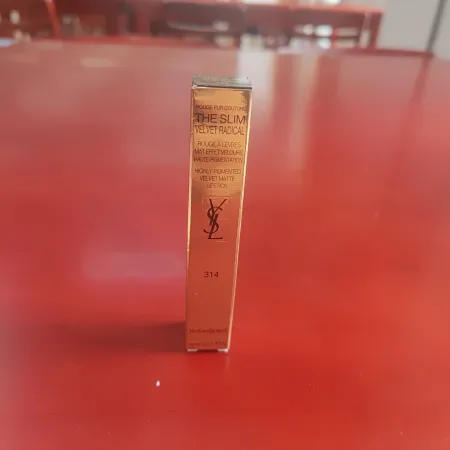 ROUGE PUR COUTURE
THE SLIM
VELVET RADICAL
ROUGE À LÈVRES
MAT EFFET VELOURS
HAUTE PIGMENTATION
HIGHLY PIGMENTED
VELVET MATTE
LIPSTICK
YSL
314
YVESSAINTLAURENT